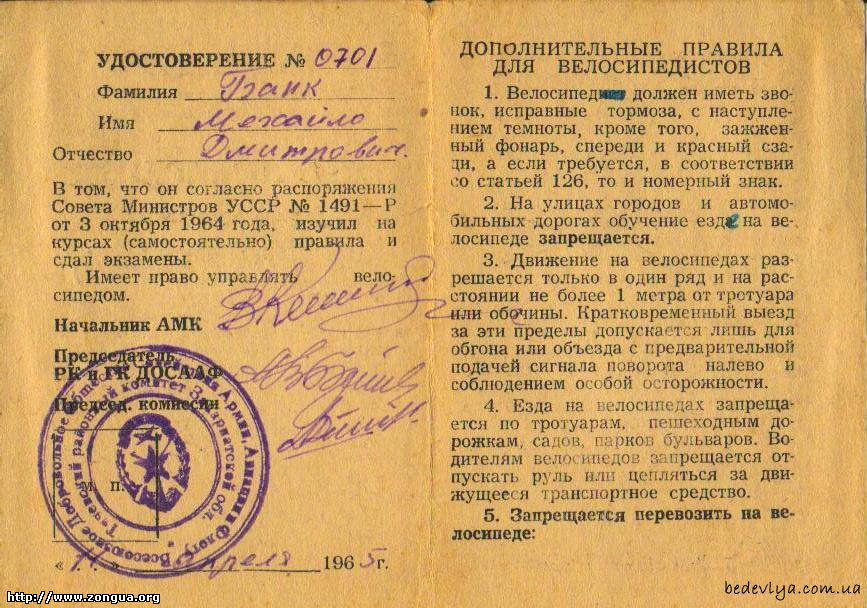 УДОСТОВЕРЕНИЕ № 0701
Фамилия Банк
Имя Мехайло
Отчество Дмитрович.
В том, что он согласно распоряжения
Совета Министров УССР № 1491—Р
от 3 октября 1964 года, изучил на
курсах (самостоятельно) правила и
сдал экзамены.
Имеет право управлять вело-
сипедом.
Начальник АМК
Председатель
РК и ГК ДОСААФ
Председ. комиссии
м. п.
"11" апреля 1965г.
http://www.zongua.org
ДОПОЛНИТЕЛЬНЫЕ ПРАВИЛА
ДЛЯ ВЕЛОСИПЕДИСТОВ
1. Велосипед должен иметь зво-
нок, исправные тормоза, с наступле-
нием темноты, кроме того, зажжен-
ный фонарь, спереди и красный сза-
ди, а если требуется, в соответствии
со статьей 126, то и номерный знак.
2. На улицах городов и автомо-
бильных дорогах обучение езде на ве-
лосипеде запрещается.
3. Движение на велосипедах раз-
решается только в один ряд и на рас-
стоянии не более 1 метра от тротуара
или обочины. Кратковременный выезд
за эти пределы допускается лишь для
обгона или объезда с предварительной
подачей сигнала поворота налево и
соблюдением особой осторожности.
4. Езда на велосипедах запреща-
ется по тротуарам, пешеходным до-
рожкам, садов, парков бульваров. Во-
дителям велосипедов запрещается от-
пускать руль или цепляться за дви-
жущееся транспортное средство.
5. Запрещается перевозить на ве-
лосипеде:
bedevlya.com.ua